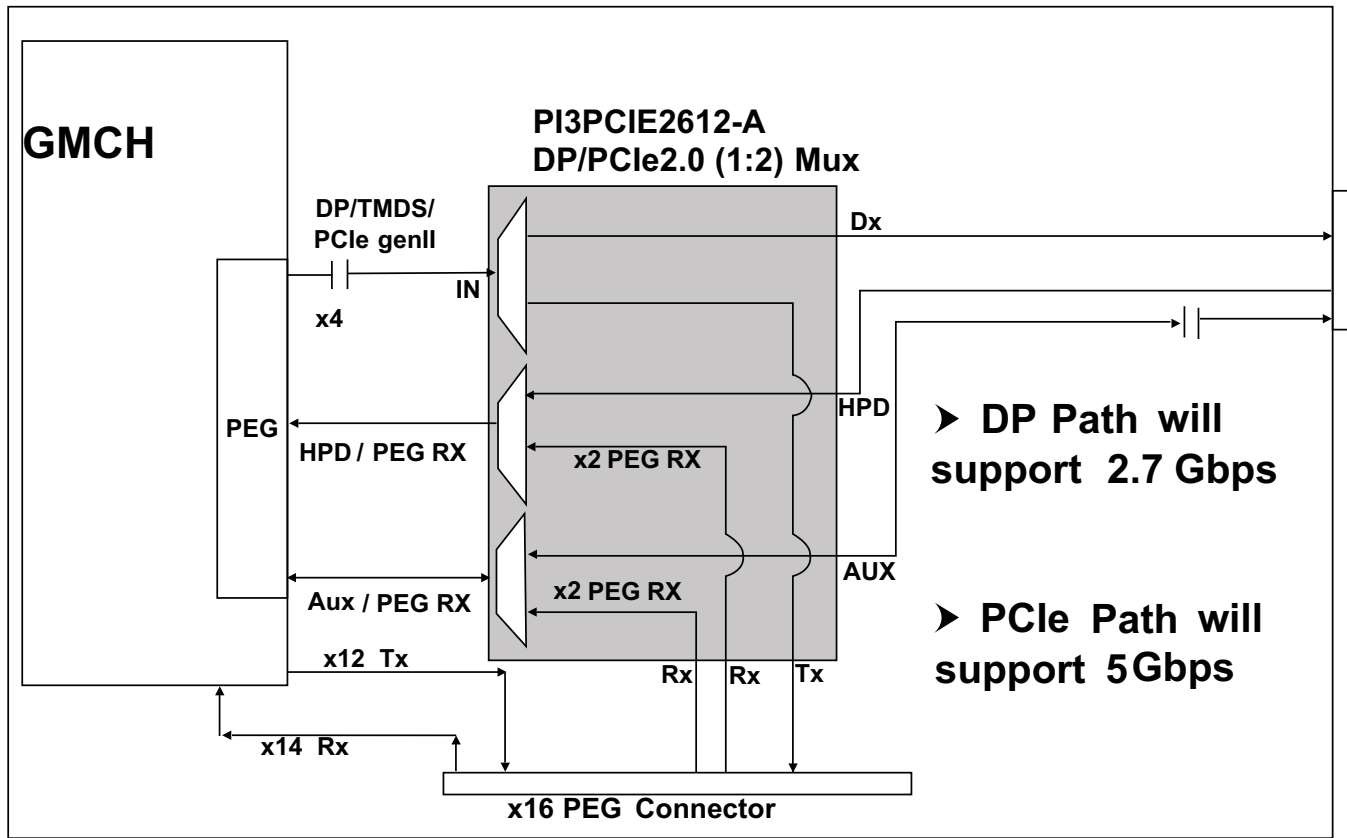 GMCH
PI3PCIE2612-A
DP/PCIe2.0 (1:2) Mux
DP/TMDS/
PCIe genII
x4
IN
Dx
PEG
HPD / PEG RX
x2 PEG RX
HPD
➤ DP Path will
support 2.7 Gbps
Aux / PEG RX
x2 PEG RX
AUX
➤ PCIe Path will
support 5Gbps
x12 Tx
Rx
Rx
Tx
x14 Rx
x16 PEG Connector